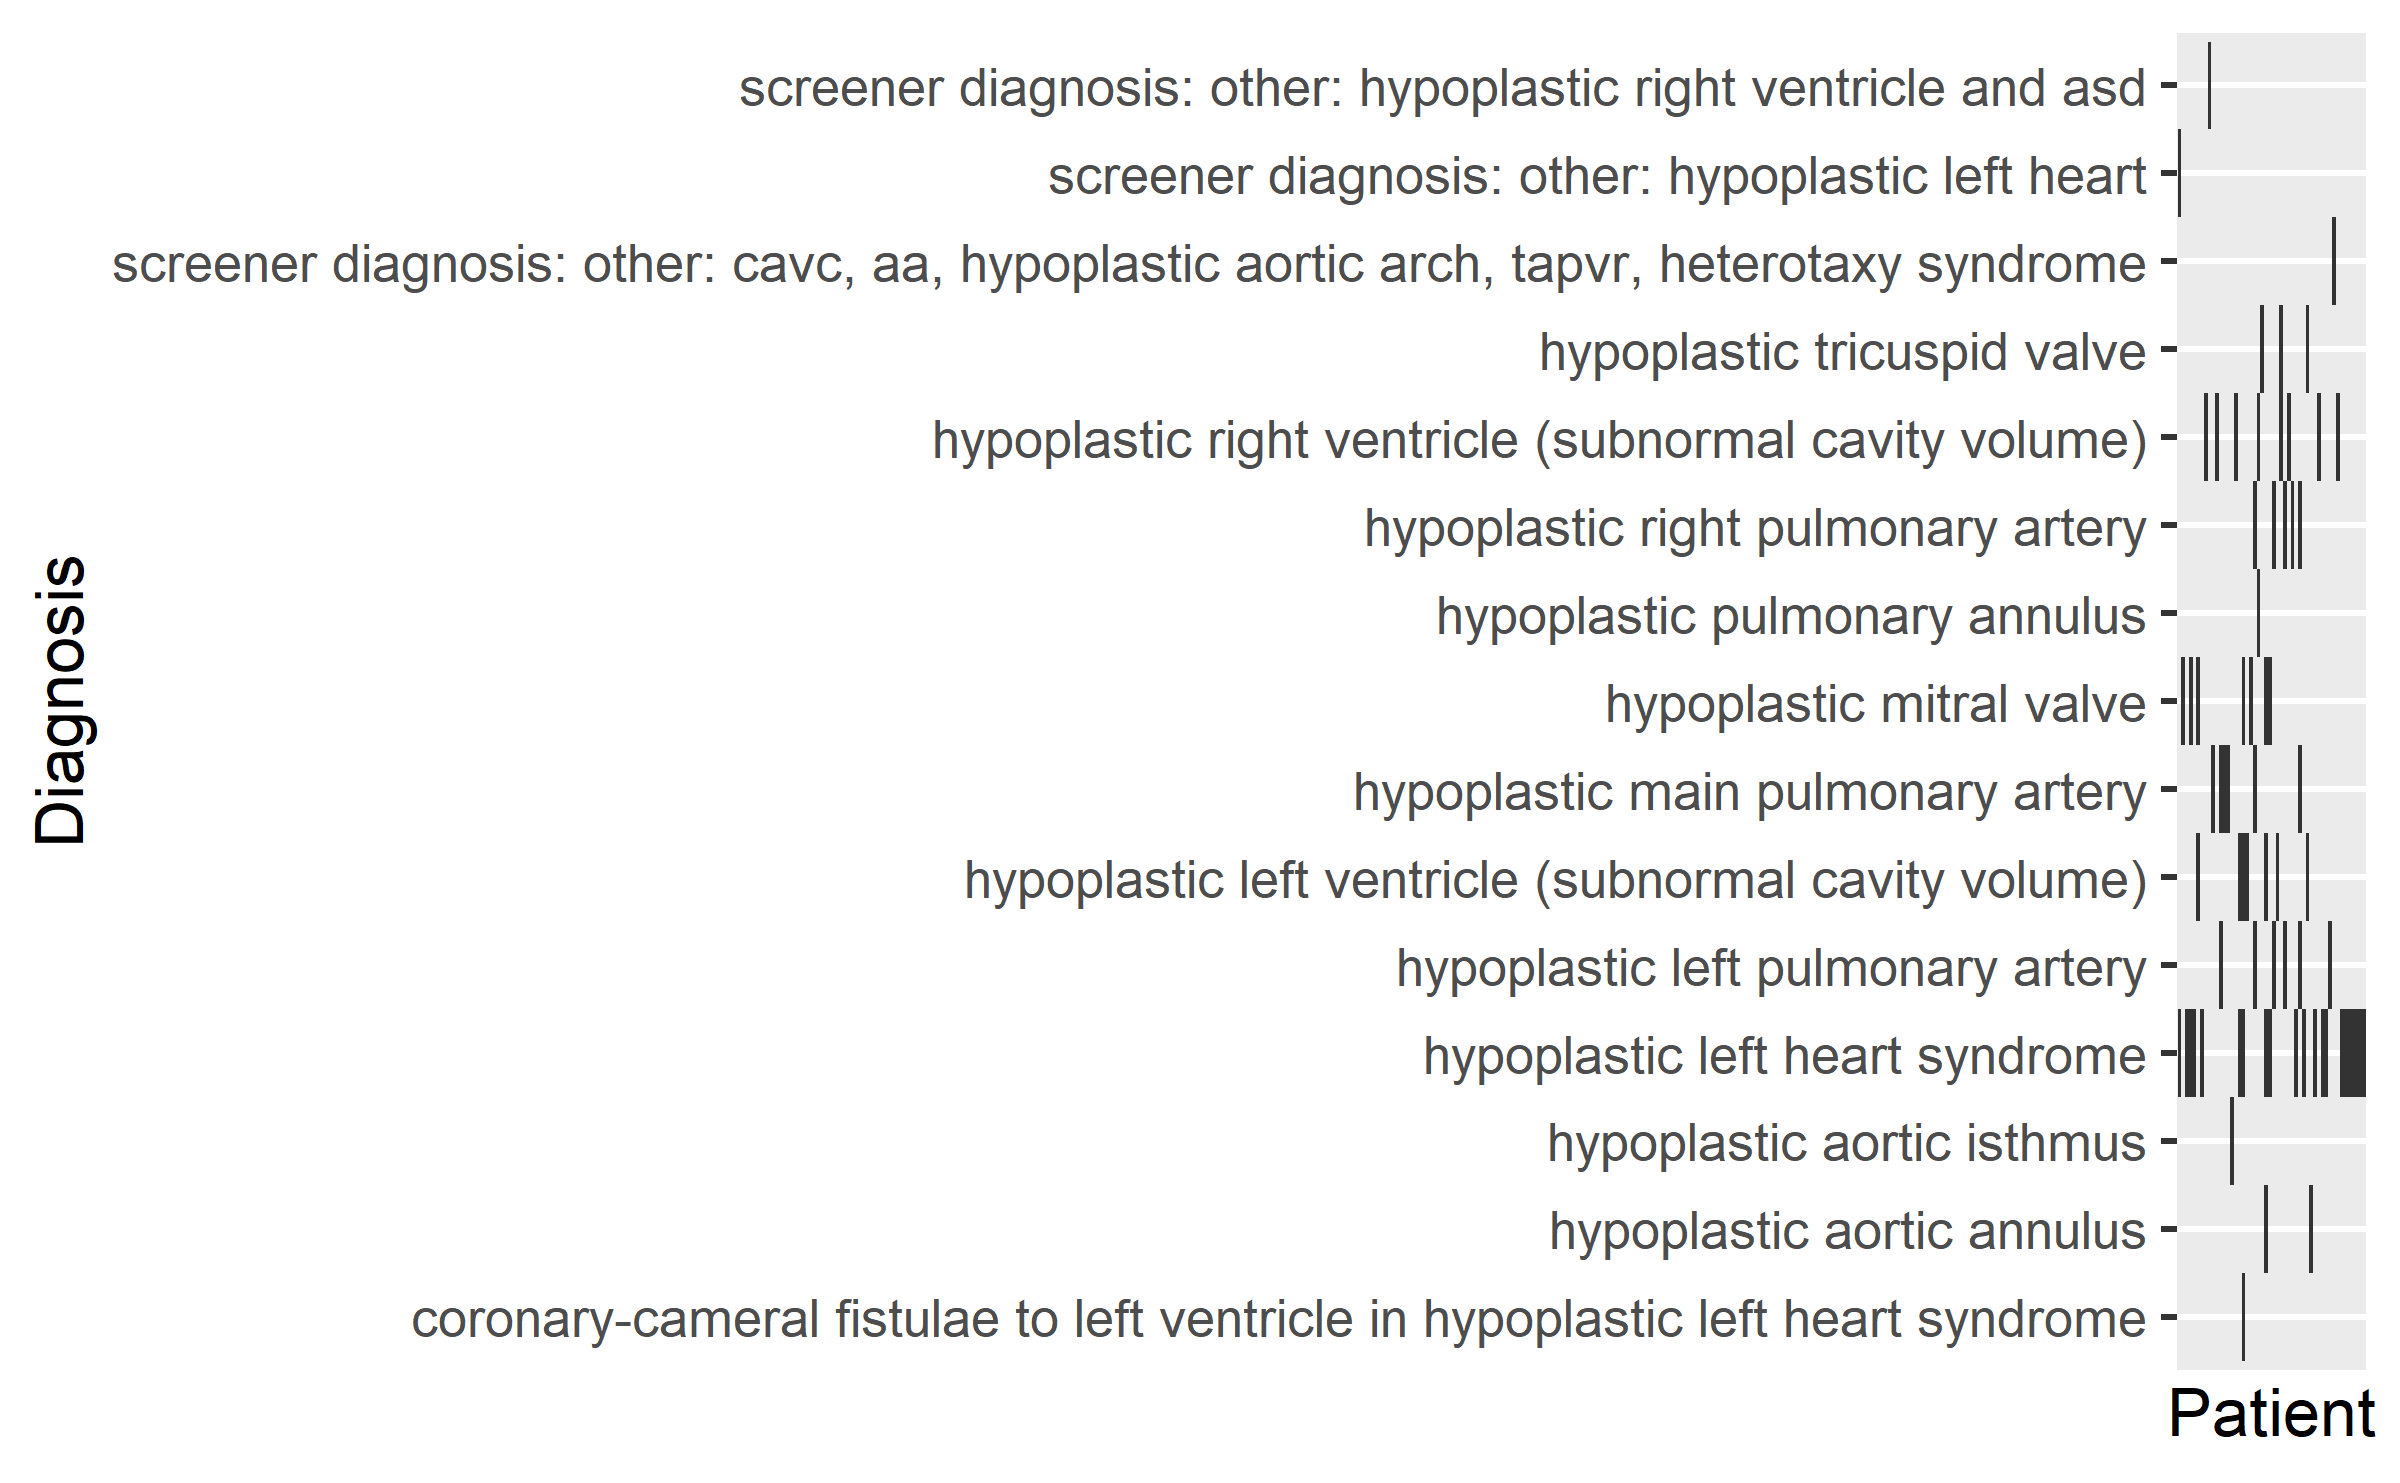 screener diagnosis: other: hypoplastic right ventricle and asd
screener diagnosis: other: hypoplastic left heart
screener diagnosis: other: cavc, aa, hypoplastic aortic arch, tapvr, heterotaxy syndrome
hypoplastic tricuspid valve
hypoplastic right ventricle (subnormal cavity volume)
hypoplastic right pulmonary artery
hypoplastic pulmonary annulus
hypoplastic mitral valve
hypoplastic main pulmonary artery
hypoplastic left ventricle (subnormal cavity volume)
hypoplastic left pulmonary artery
hypoplastic left heart syndrome
hypoplastic aortic isthmus
hypoplastic aortic annulus
coronary-cameral fistulae to left ventricle in hypoplastic left heart syndrome
Diagnosis
Patient